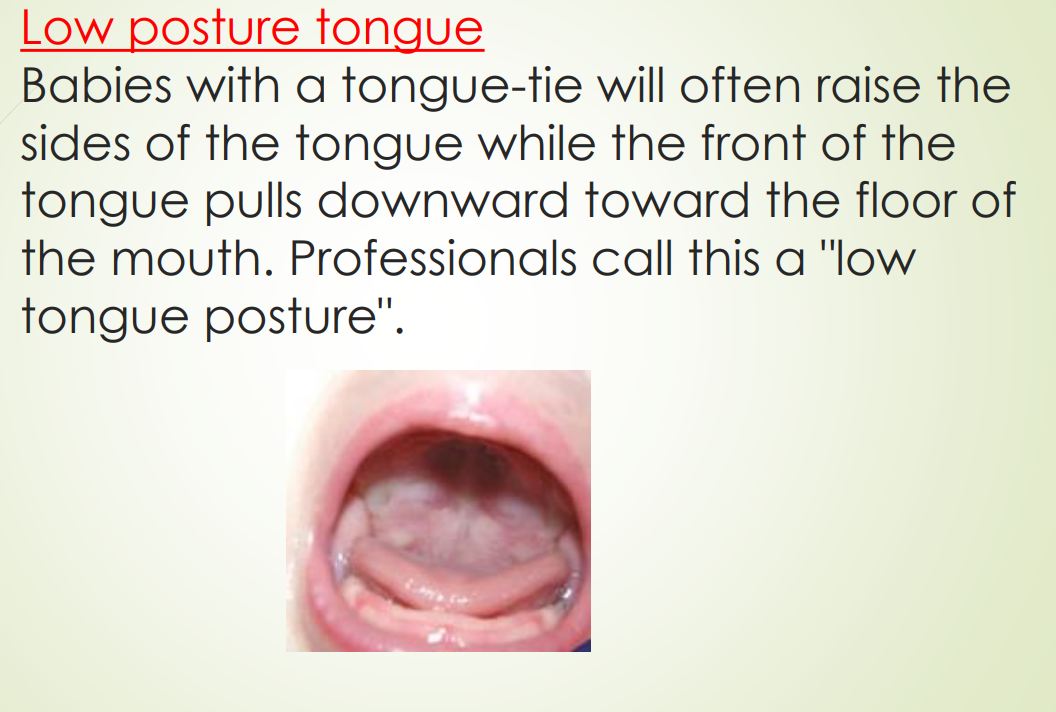 Low posture tongue
Babies with a tongue-tie will often raise the
sides of the tongue while the front of the
tongue pulls downward toward the floor of
the mouth. Professionals call this a "low
tongue posture".